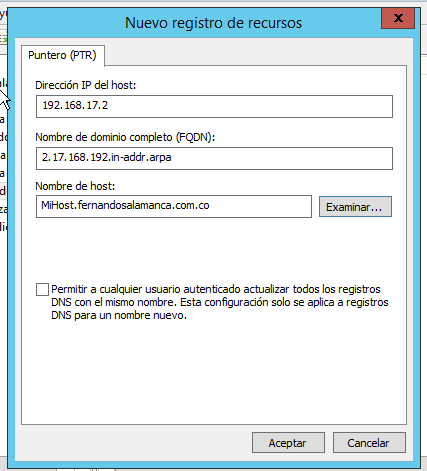 Nuevo registro de recursos
x
Puntero (PTR)
Dirección IP del host:
192.168.17.2
Nombre de dominio completo (FQDN):
2.17.168.192.in-addr.arpa
Nombre de host:
MiHost.fernandosalamanca.com.co
Examinar...
Permitir a cualquier usuario autenticado actualizar todos los registros
DNS con el mismo nombre. Esta configuración solo se aplica a registros
DNS para un nombre nuevo.
Aceptar
Cancelar